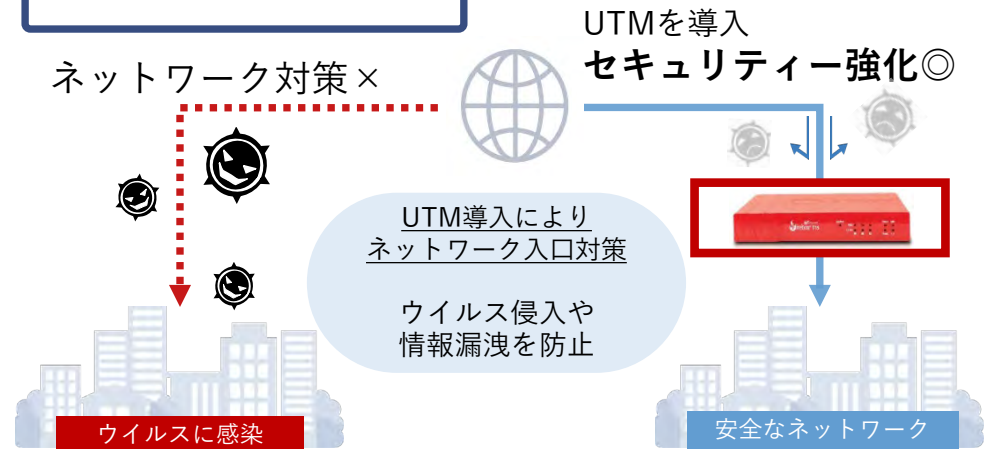 UTMを導入
セキュリティー強化◎
ネットワーク対策×
UTM導入により
ネットワーク入口対策
ウイルス侵入や
情報漏洩を防止
ウイルスに感染
安全なネットワーク